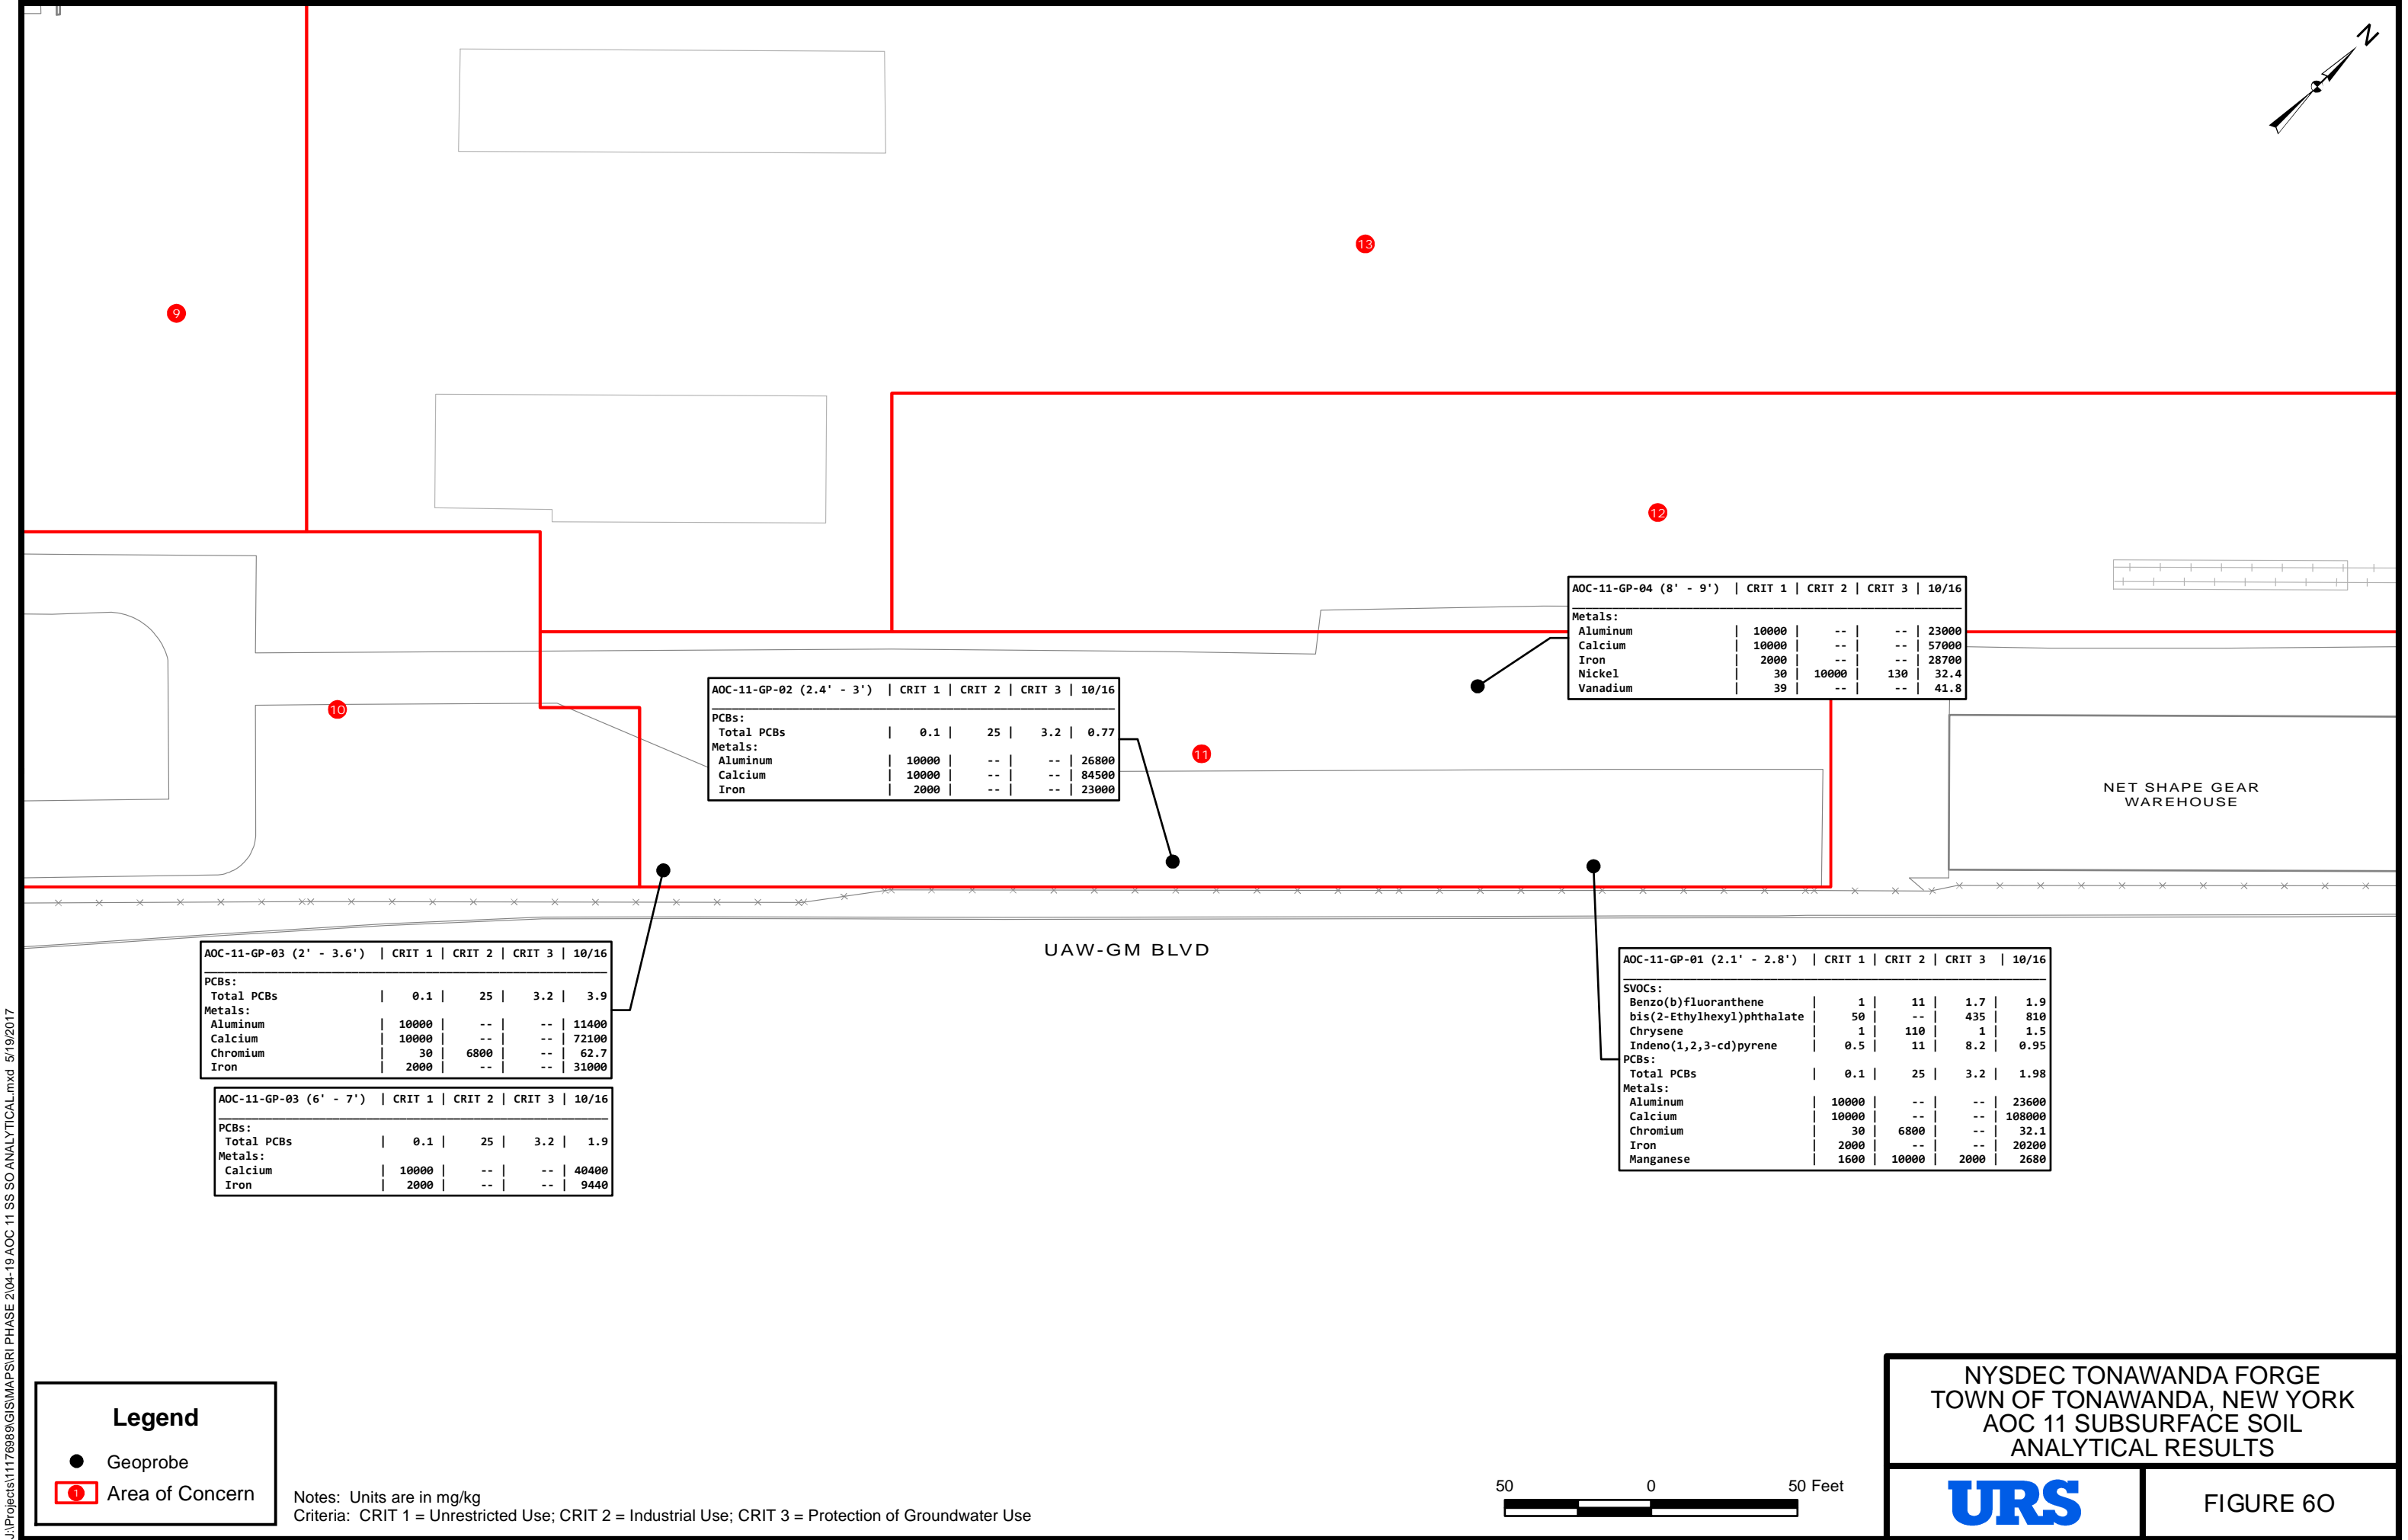 N
13
9
12
AOC-11-GP-04 (8' - 9') | CRIT 1 | CRIT 2 | CRIT 3 | 10/16
Metals:
Aluminum | 10000 | -- | -- | 23000
Calcium | 10000 | -- | -- | 57000
Iron | 2000 | -- | -- | 28700
Nickel | 30 | 10000 | 130 | 32.4
Vanadium | 39 | -- | -- | 41.8
AOC-11-GP-02 (2.4' - 3') | CRIT 1 | CRIT 2 | CRIT 3 | 10/16
PCBs:
Total PCBs | 0.1 | 25 | 3.2 | 0.77
Metals:
Aluminum | 10000 | -- | -- | 26800
Calcium | 10000 | -- | -- | 84500
Iron | 2000 | -- | -- | 23000
10
11
NET SHAPE GEAR
WAREHOUSE
UAW-GM BLVD
AOC-11-GP-03 (2' - 3.6') | CRIT 1 | CRIT 2 | CRIT 3 | 10/16
PCBs:
Total PCBs | 0.1 | 25 | 3.2 | 3.9
Metals:
Aluminum | 10000 | -- | -- | 11400
Calcium | 10000 | -- | -- | 72100
Chromium | 30 | 6800 | -- | 62.7
Iron | 2000 | -- | -- | 31000
AOC-11-GP-03 (6' - 7') | CRIT 1 | CRIT 2 | CRIT 3 | 10/16
PCBs:
Total PCBs | 0.1 | 25 | 3.2 | 1.9
Metals:
Calcium | 10000 | -- | -- | 40400
Iron | 2000 | -- | -- | 9440
AOC-11-GP-01 (2.1' - 2.8') | CRIT 1 | CRIT 2 | CRIT 3 | 10/16
SVOCs:
Benzo(b)fluoranthene | 1 | 11 | 1.7 | 1.9
bis(2-Ethylhexyl)phthalate | 50 | -- | 435 | 810
Chrysene | 1 | 110 | 1 | 1.5
Indeno(1,2,3-cd)pyrene | 0.5 | 11 | 8.2 | 0.95
PCBs:
Total PCBs | 0.1 | 25 | 3.2 | 1.98
Metals:
Aluminum | 10000 | -- | -- | 23600
Calcium | 10000 | -- | -- | 108000
Chromium | 30 | 6800 | -- | 32.1
Iron | 2000 | -- | -- | 20200
Manganese | 1600 | 10000 | 2000 | 2680
J:\Projects\11176989\GIS\MAPS\RI PHASE 2\04-19 AOC 11 SS SO ANALYTICAL.mxd 5/19/2017
Legend
Geoprobe
1 Area of Concern
Notes: Units are in mg/kg
Criteria: CRIT 1 = Unrestricted Use; CRIT 2 = Industrial Use; CRIT 3 = Protection of Groundwater Use
50 0 50 Feet
NYSDEC TONAWANDA FORGE
TOWN OF TONAWANDA, NEW YORK
AOC 11 SUBSURFACE SOIL
ANALYTICAL RESULTS
URS
FIGURE 6O